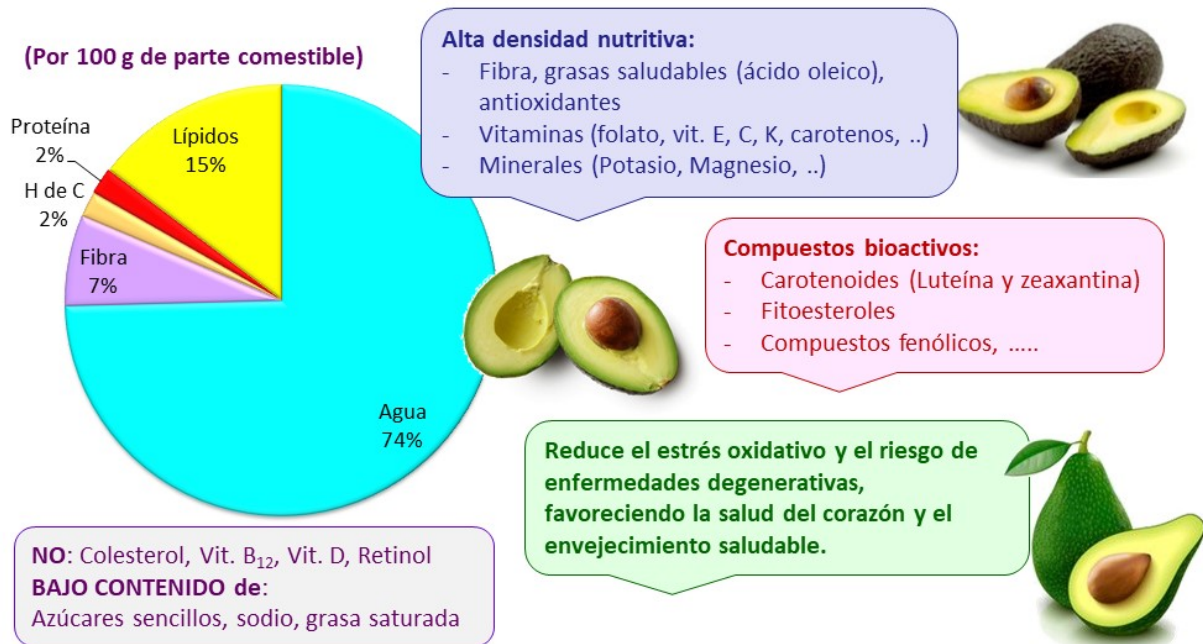 (Por 100 g de parte comestible)
Proteína
2%
Lípidos
15%
H de C
2%
Fibra
7%
Agua
74%
Alta densidad nutritiva:
- Fibra, grasas saludables (ácido oleico),
antioxidantes
- Vitaminas (folato, vit. E, C, K, carotenos, ..)
- Minerales (Potasio, Magnesio, ..)
Compuestos bioactivos:
- Carotenoides (Luteína y zeaxantina)
- Fitoesteroles
- Compuestos fenólicos, .....
Reduce el estrés oxidativo y el riesgo de
enfermedades degenerativas,
favoreciendo la salud del corazón y el
envejecimiento saludable.
NO: Colesterol, Vit. B₁₂, Vit. D, Retinol
BAJO CONTENIDO de:
Azúcares sencillos, sodio, grasa saturada